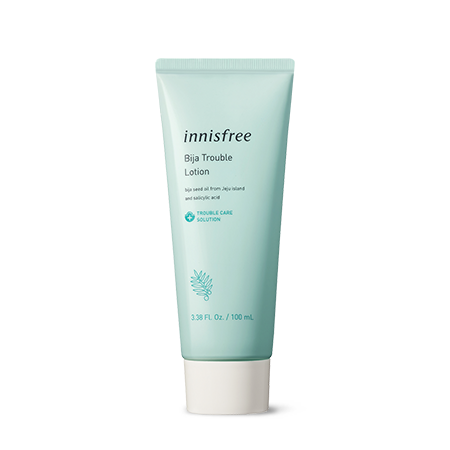 innisfree
Bija Trouble
Lotion
bija seed oil from Jeju island
and salicylic acid
TROUBLE CARE
SOLUTION
3.38 Fl. Oz. / 100 mL